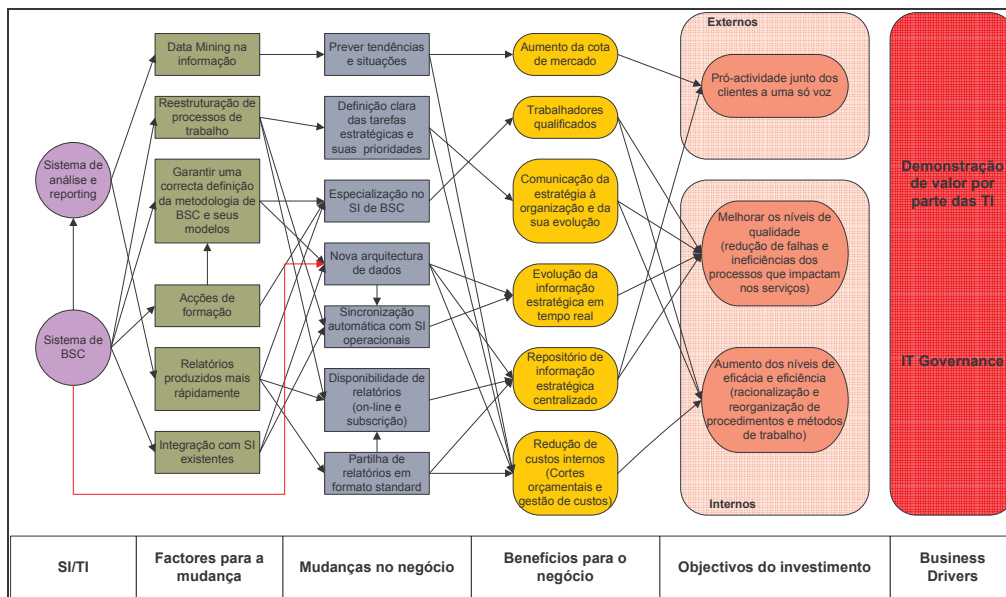 Sistema de
análise e
reporting
Sistema de
BSC
Data Mining na
informação
Reestruturação de
processos de
trabalho
Garantir uma
correcta definição
da metodologia de
BSC e seus
modelos
Acções de
formação
Relatórios
produzidos mais
rápidamente
Integração com SI
existentes
Prever tendências
e situações
Definição clara
das tarefas
estratégicas e
suas prioridades
Especialização no
SI de BSC
Nova arquitectura
de dados
Sincronização
automática com SI
operacionais
Disponibilidade de
relatórios
(on-line e
subscrição)
Partilha de
relatórios em
formato standard
Aumento da cota
de mercado
Trabalhadores
qualificados
Comunicação da
estratégia à
organização e da
sua evolução
Evolução da
informação
estratégica em
tempo real
Repositório de
informação
estratégica
centralizado
Redução de
custos internos
(Cortes
orçamentais e
gestão de custos)
Externos
Pró-actividade junto dos
clientes a uma só voz
Melhorar os níveis de
qualidade
(redução de falhas e
ineficiências dos
processos que impactam
nos serviços)
Aumento dos níveis de
eficácia e eficiência
(racionalização e
reorganização de
procedimentos e métodos
de trabalho)
Internos
Demonstração
de valor por
parte das TI
IT Governance
SI/TI
Factores para a
mudança
Mudanças no negócio
Benefícios para o
negócio
Objectivos do investimento
Business
Drivers